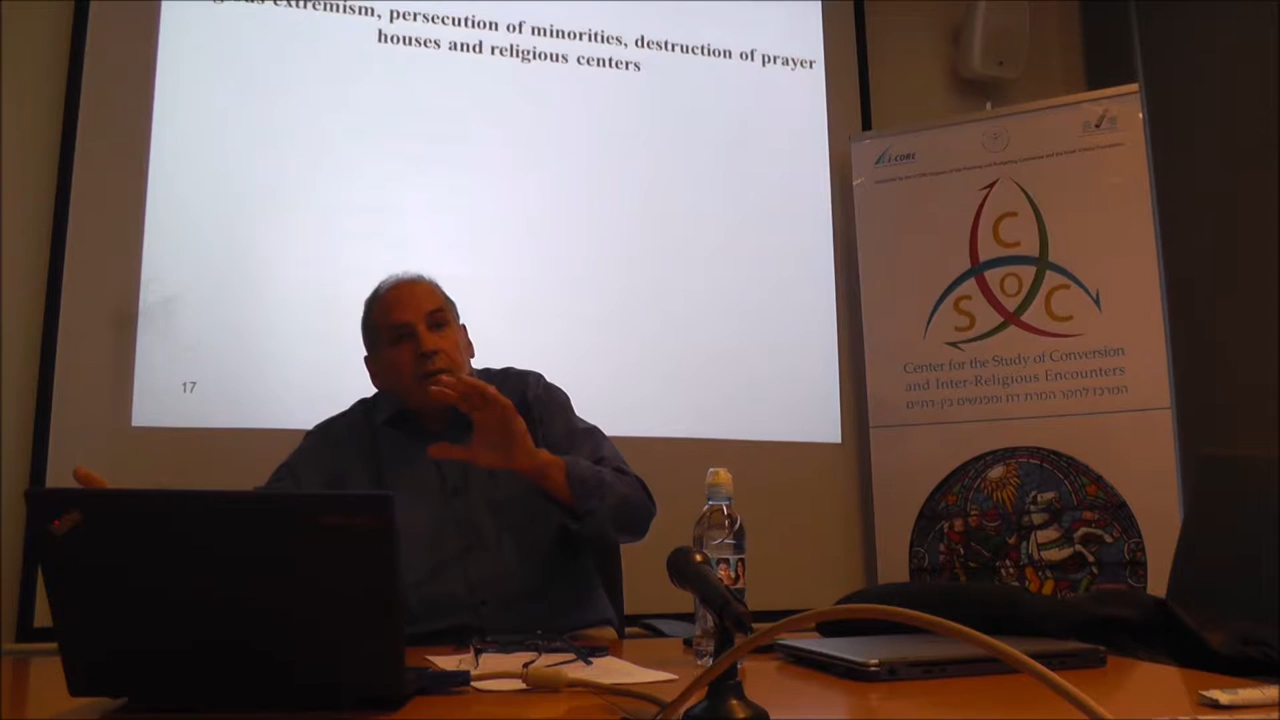 extremism, persecution of minorities, destruction of prayer
houses and religious centers
17
i-CORE
C
S O C
Center for the Study of Conversion
and Inter-Religious Encounters
המרכז לחקר המרת דת ומפגשים בין-דתיים